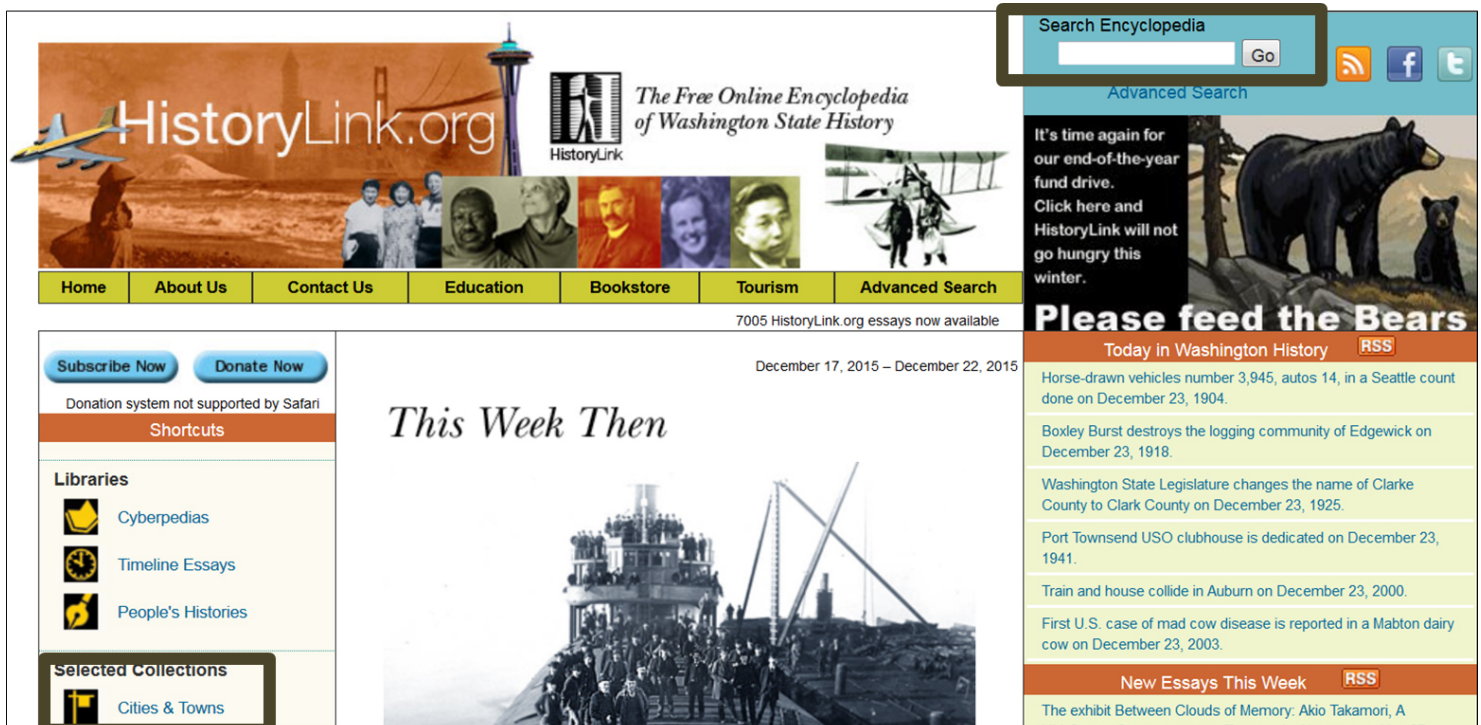 Search Encyclopedia
Go
Advanced Search
HistoryLink.org
HistoryLink
The Free Online Encyclopedia
of Washington State History
It's time again for
our end-of-the-year
fund drive.
Click here and
HistoryLink will not
go hungry this
winter.
Please feed the Bears
Home About Us Contact Us Education Bookstore Tourism Advanced Search
7005 HistoryLink.org essays now available
Subscribe Now Donate Now
Donation system not supported by Safari
Shortcuts
Libraries
Cyberpedias
Timeline Essays
People's Histories
Selected Collections
Cities & Towns
December 17, 2015 – December 22, 2015
This Week Then
Today in Washington History RSS
Horse-drawn vehicles number 3,945, autos 14, in a Seattle count
done on December 23, 1904.
Boxley Burst destroys the logging community of Edgewick on
December 23, 1918.
Washington State Legislature changes the name of Clarke
County to Clark County on December 23, 1925.
Port Townsend USO clubhouse is dedicated on December 23,
1941.
Train and house collide in Auburn on December 23, 2000.
First U.S. case of mad cow disease is reported in a Mabton dairy
cow on December 23, 2003.
New Essays This Week RSS
The exhibit Between Clouds of Memory: Akio Takamori, A